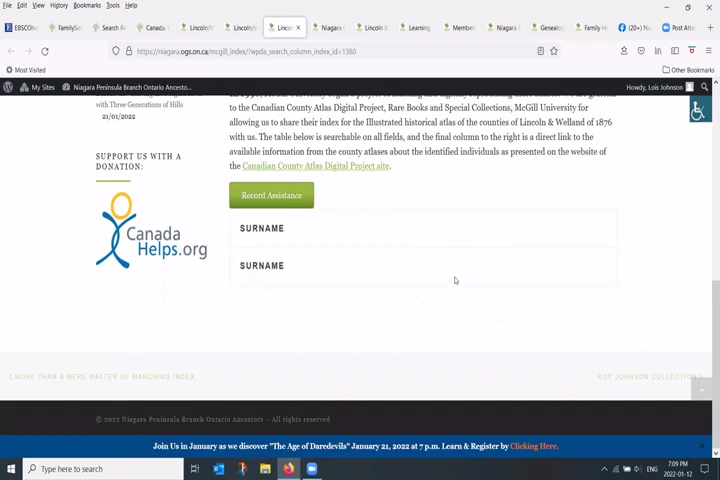 File Edit View History Bookmarks Tools Help
EBSCOh FamilySe Search Re Canada, Lincoln/V Lincoln/V Lincoln Niagara Lincoln Learning Member Niagara Genealog Family H (20+) Ni Post Atte
https://niagara.ogs.on.ca/mcgill_index/?wpda_search_column_index_id=1380
Most Visited Other Bookmarks
My Sites Niagara Peninsula Branch Ontario Ancesto... Howdy, Lois Johnson
with Three Generations of Hills
21/01/2022
SUPPORT US WITH A
DONATION:
Canada
Helps.org
to the Canadian County Atlas Digital Project, Rare Books and Special Collections, McGill University for
allowing us to share their index for the Illustrated historical atlas of the counties of Lincoln & Welland of 1876
with us. The table below is searchable on all fields, and the final column to the right is a direct link to the
available information from the county atlases about the identified individuals as presented on the website of
the Canadian County Atlas Digital Project site.
Record Assistance
SURNAME
SURNAME
MORE THAN A MERE MATTER OF MARCHING INDEX
ROY JOHNSON COLLECTION
© 2022 Niagara Peninsula Branch Ontario Ancestors – All rights reserved
Join Us in January as we discover "The Age of Daredevils" January 21, 2022 at 7 p.m. Learn & Register by Clicking Here.
Type here to search
ENG
7:09 PM
2022-01-12